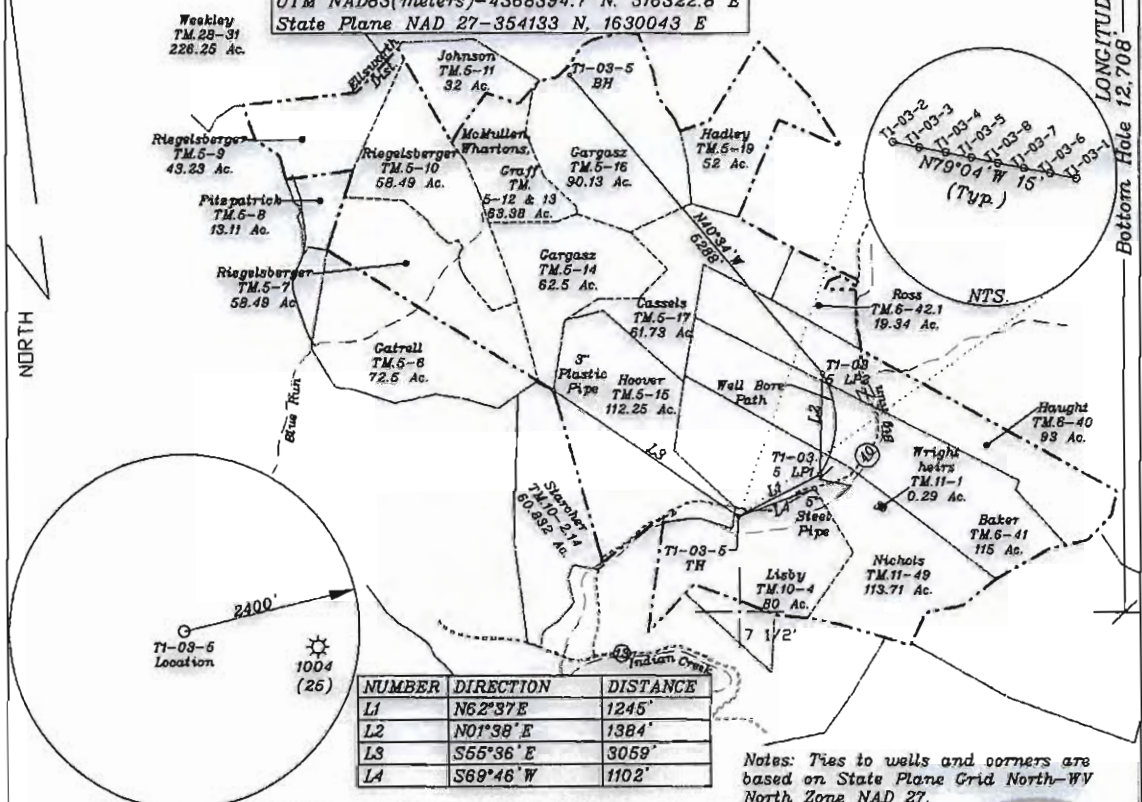 UTM NAD83(meters)-4368394.7 N, 516322.8 E
State Plane NAD 27-354133 N, 1630043 E
Weekley
TM.28-31
226.25 Ac.
Ellsworth
Dist.
Johnson
TM.5-11
32 Ac.
T1-03-5
BH
LONGITUD
Bottom Hole 12,708'
Riegelsberger
TM.5-9
43.23 Ac.
Riegelsberger
TM.5-10
58.49 Ac.
McMullen
Whartons,
Graff
TM.
5-12 & 13
63.38 Ac.
Gargasz
TM.5-16
90.13 Ac.
Hadley
TM.5-19
52 Ac.
T1-03-2
T1-03-3
T1-03-4
T1-03-5
T1-03-8
T1-03-7
T1-03-6
T1-03-1
N79°04'W 15'
(Typ.)
NTS.
Fitzpatrick
TM.5-8
13.11 Ac.
Riegelsberger
TM.5-7
58.49 Ac.
Gargasz
TM.5-14
62.5 Ac.
N40°34'W
5288'
Cassels
TM.5-17
61.73 Ac.
Ross
TM.6-42.1
19.34 Ac.
NORTH
Gatrell
TM.5-6
72.5 Ac.
Blue Run
3"
Plastic
Pipe
Hoover
TM.5-15
112.25 Ac.
Well Bore
Path
T1-03
5 LP2
L2
Big Run
Haught
TM.6-40
93 Ac.
L3
T1-03
5 LP1
40
Wright
heirs
TM.11-1
0.29 Ac.
L1
L4
6"
Steel
Pipe
Starcher
TM.10-2.14
60.832 Ac.
T1-03-5
TH
Baker
TM.6-41
115 Ac.
Nichols
TM.11-49
113.71 Ac.
Lisby
TM.10-4
80 Ac.
7 1/2'
2400'
T1-03-5
Location
1004
(26)
Indian Creek
NUMBER DIRECTION DISTANCE
L1 N62°37'E 1245'
L2 N01°38'E 1384'
L3 S55°36'E 3059'
L4 S69°46'W 1102'
Notes: Ties to wells and corners are
based on State Plane Grid North-WV
North Zone NAD 27.